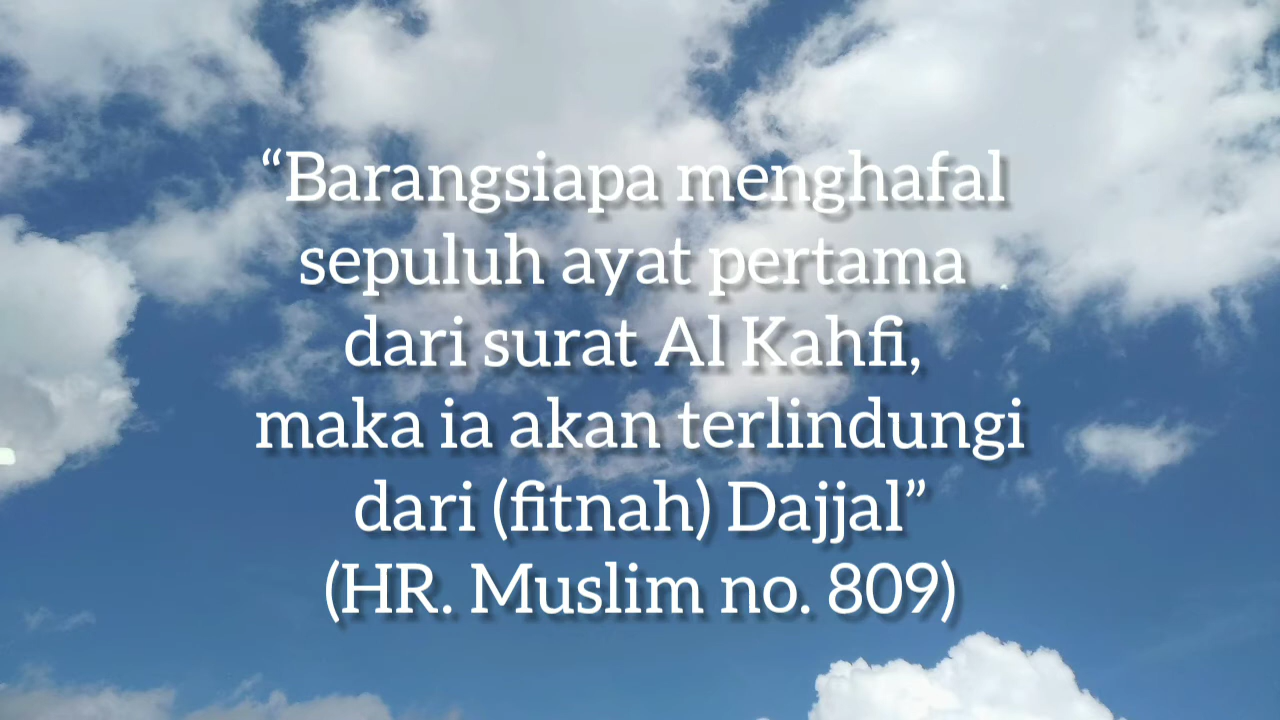 “Barangsiapa menghafal
sepuluh ayat pertama
dari surat Al Kahfi,
maka ia akan terlindungi
dari (fitnah) Dajjal”
(HR. Muslim no. 809)